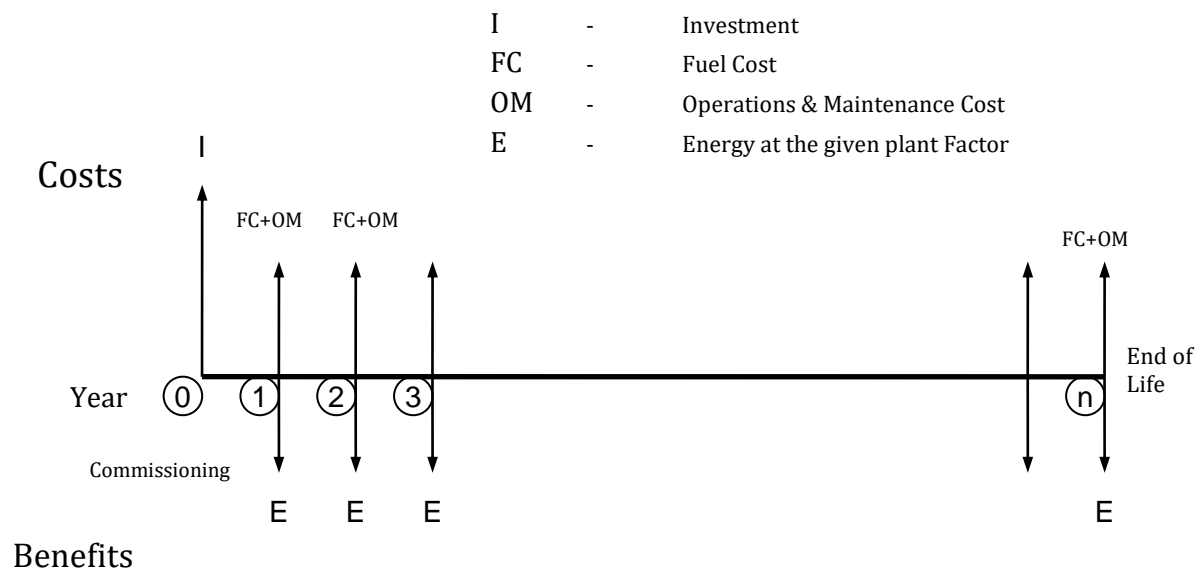 I - Investment
FC - Fuel Cost
OM - Operations & Maintenance Cost
E - Energy at the given plant Factor
I
Costs
FC+OM FC+OM FC+OM
End of
Life
Year 0 1 2 3 n
Commissioning
E E E E
Benefits